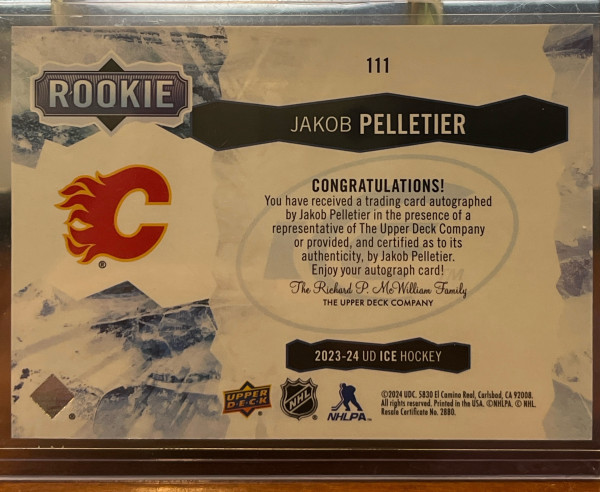 111
ROOKIE
JAKOB PELLETIER
®
CONGRATULATIONS!
You have received a trading card autographed
by Jakob Pelletier in the presence of a
representative of The Upper Deck Company
or provided, and certified as to its
authenticity, by Jakob Pelletier.
Enjoy your autograph card!
The Richard P. McWilliam Family
THE UPPER DECK COMPANY
2023-24 UD ICE HOCKEY
UPPER DECK
NHL
NHLPA
©2024 UDC. 5830 El Camino Real, Carlsbad, CA 92008.
All rights reserved. Printed in the USA. ©NHLPA. © NHL.
Resale Certificate No. 2880.